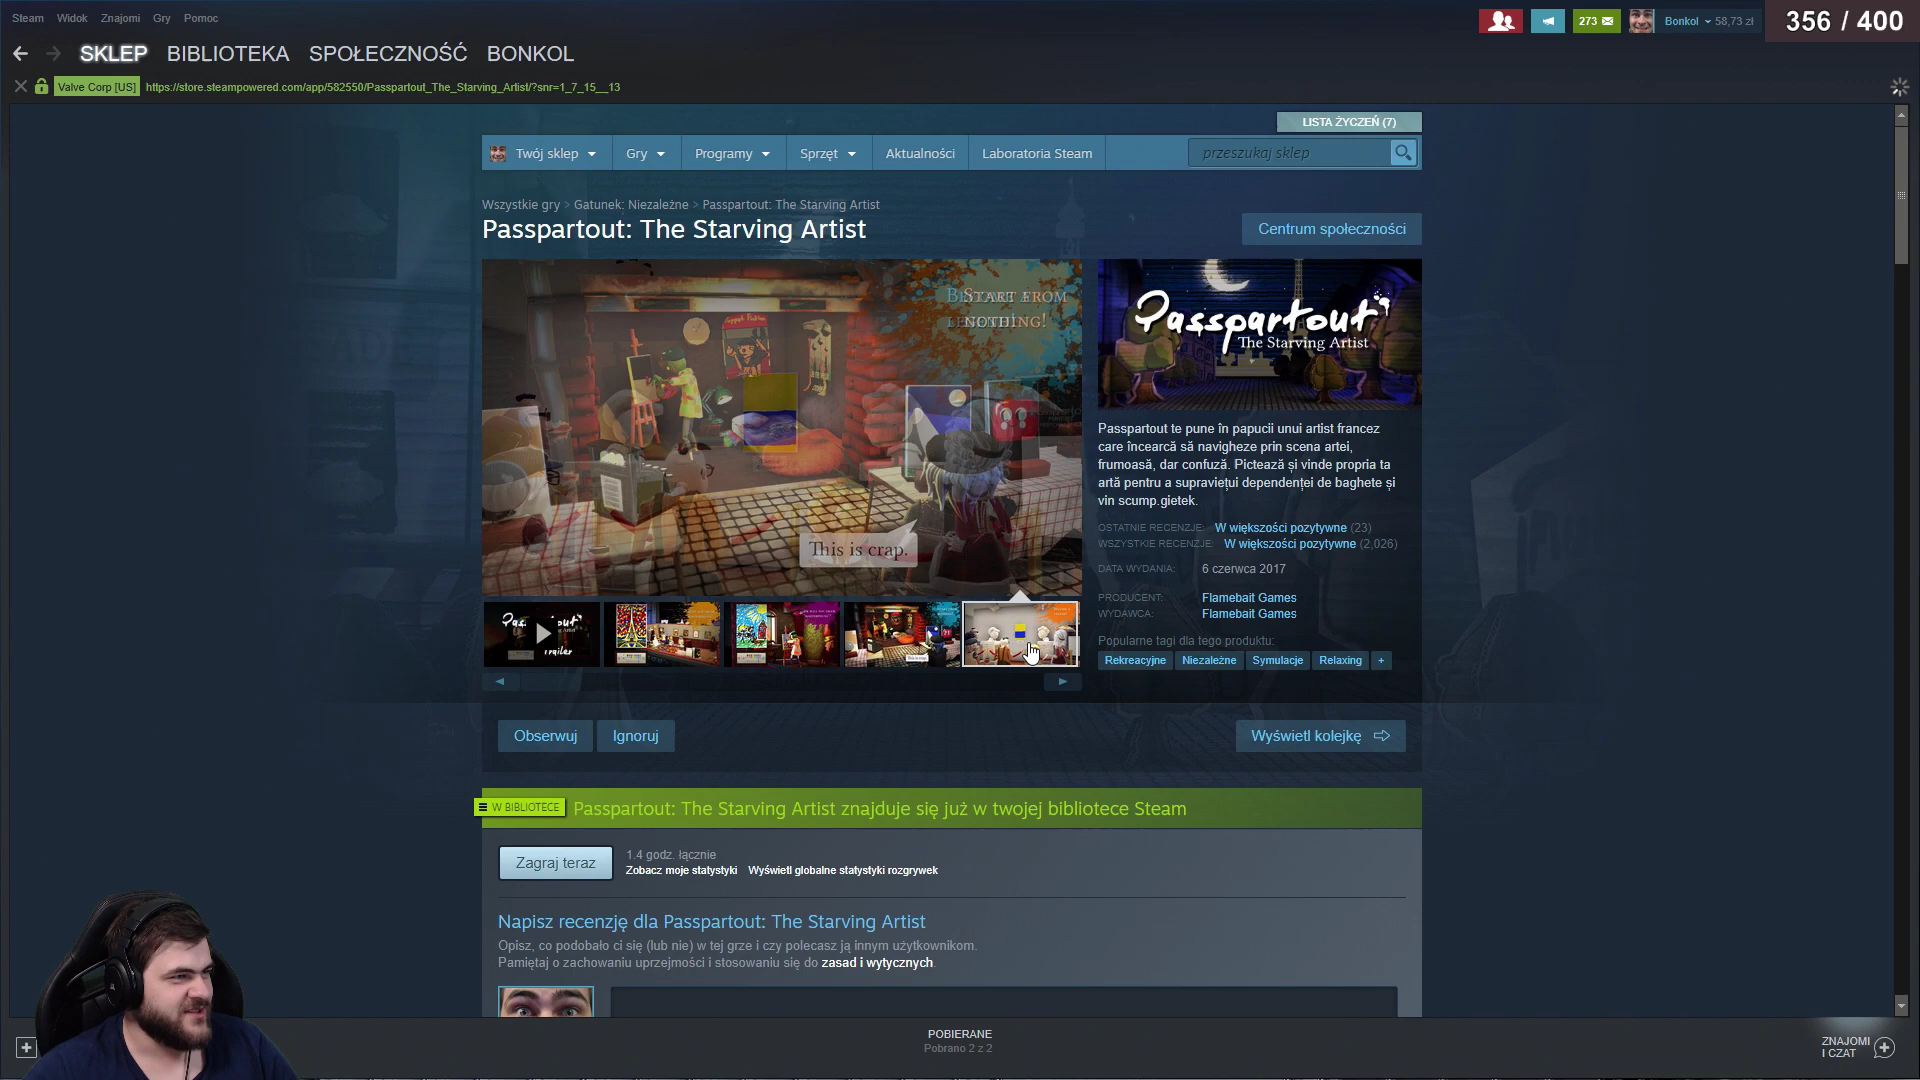 Steam Widok Znajomi Gry Pomoc
273
Bonkol 58,73 zł
356 / 400
SKLEP BIBLIOTEKA SPOŁECZNOŚĆ BONKOL
Valve Corp [US] https://store.steampowered.com/app/582550/Passpartout_The_Starving_Artist/?snr=1_7_15__13
LISTA ŻYCZEŃ (7)
Twój sklep Gry Programy Sprzęt Aktualności Laboratoria Steam przeszukaj sklep
Wszystkie gry > Gatunek: Niezależne > Passpartout: The Starving Artist
Passpartout: The Starving Artist
Centrum społeczności
START FROM
NOTHING!
This is crap.
Passpartout
The Starving Artist
Passpartout te pune în papucii unui artist francez
care încearcă să navigheze prin scena artei,
frumoasă, dar confuză. Pictează și vinde propria ta
artă pentru a supraviețui dependenței de baghete și
vin scump.gietek.
OSTATNIE RECENZJE: W większości pozytywne (23)
WSZYSTKIE RECENZJE: W większości pozytywne (2,026)
DATA WYDANIA: 6 czerwca 2017
PRODUCENT: Flamebait Games
WYDAWCA: Flamebait Games
Popularne tagi dla tego produktu:
Rekreacyjne Niezależne Symulacje Relaxing +
Obserwuj Ignoruj Wyświetl kolejkę
W BIBLIOTECE Passpartout: The Starving Artist znajduje się już w twojej bibliotece Steam
Zagraj teraz
1.4 godz. łącznie
Zobacz moje statystyki Wyświetl globalne statystyki rozgrywek
Napisz recenzję dla Passpartout: The Starving Artist
Opisz, co podobało ci się (lub nie) w tej grze i czy polecasz ją innym użytkownikom.
Pamiętaj o zachowaniu uprzejmości i stosowaniu się do zasad i wytycznych.
POBIERANE
Pobrano 2 z 2
ZNAJOMI
I CZAT